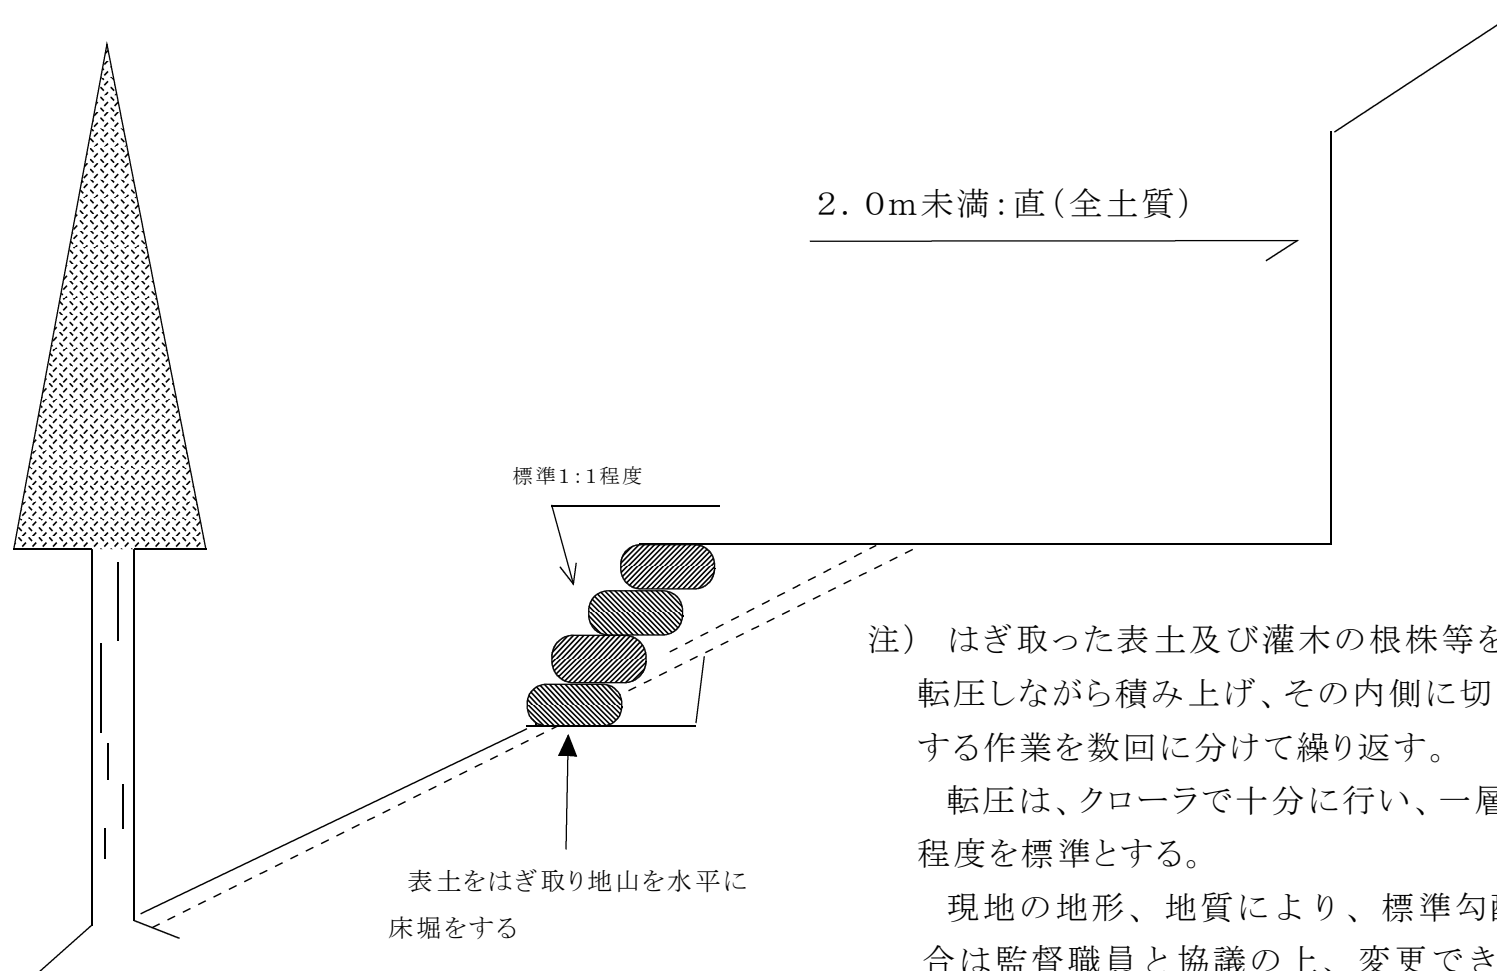 2．0m未満：直（全土質）
標準1：1程度
注） はぎ取った表土及び灌木の根株等を
転圧しながら積み上げ、その内側に切
する作業を数回に分けて繰り返す。
転圧は、クローラで十分に行い、一層
程度を標準とする。
現地の地形、地質により、標準勾配
合は監督職員と協議の上、変更でき
表土をはぎ取り地山を水平に
床堀をする